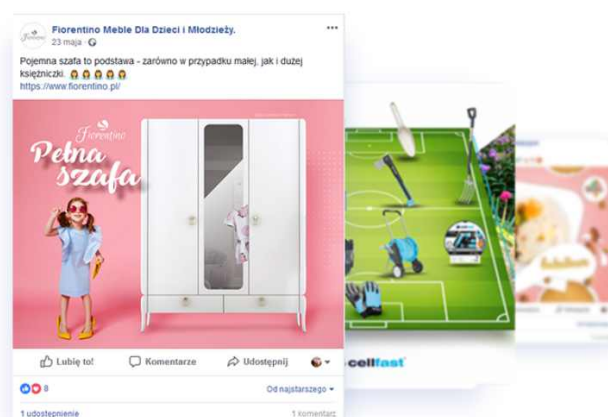 Fiorentino Meble Dla Dzieci i Młodzieży.
23 maja
Pojemna szafa to podstawa - zarówno w przypadku małej, jak i dużej
księżniczki.
https://www.fiorentino.pl/
Fiorentino
Pełna
szafa
Lubię to! Komentarze Udostępnij
8 Od najstarszego
1 udostępnienie 1 komentarz
cellfast